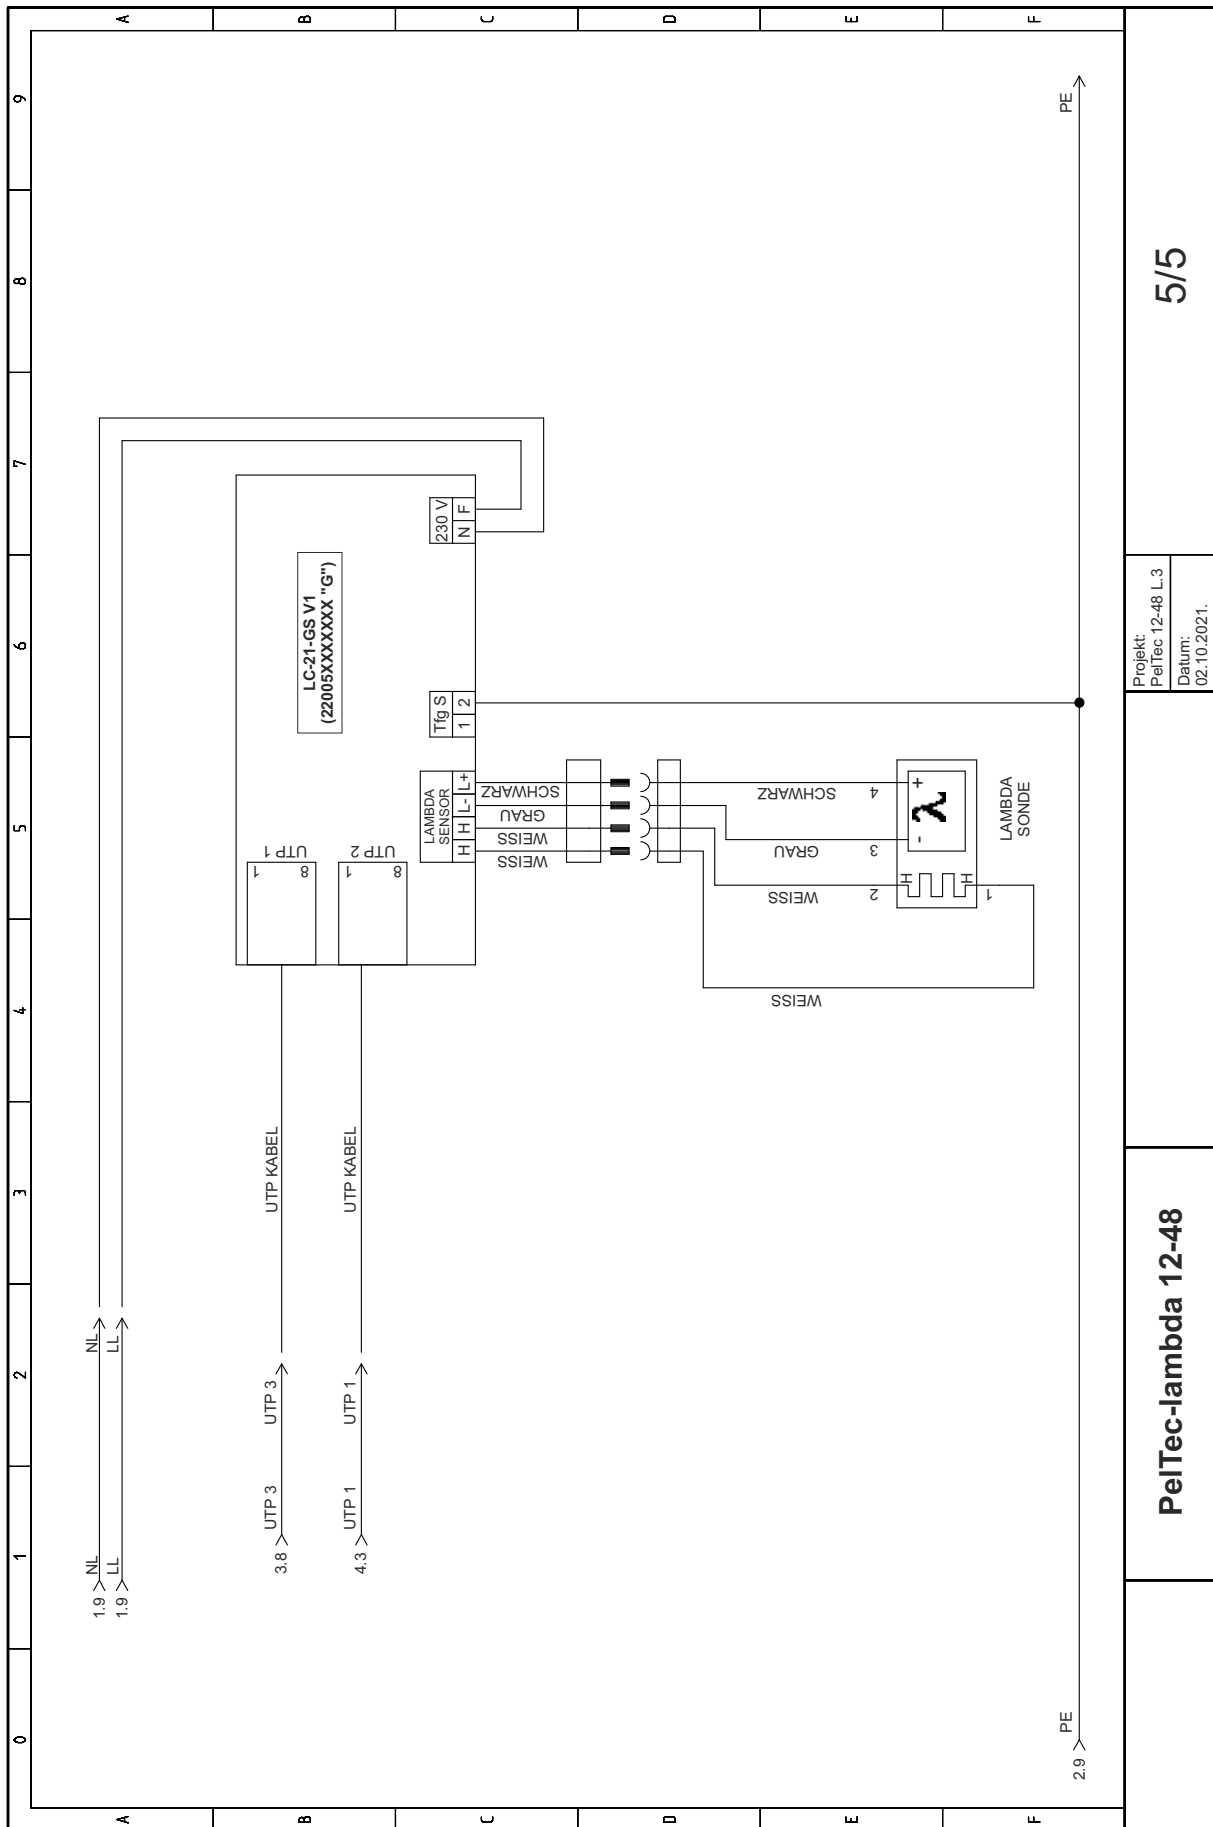 0 1 2 3 4 5 6 7 8 9
A A
B B
C C
D D
E E
F F
1.9 NL NL
1.9 LL LL
3.8 UTP 3 UTP 3 UTP KABEL
4.3 UTP 1 UTP 1 UTP KABEL
1 8 UTP 1
1 8 UTP 2
LC-21-GS V1
(22005XXXXXXX "G")
LAMBDA
SENSOR
H H L- L+
Tfg S
1 2
230 V
N F
WEISS
WEISS
GRAU
SCHWARZ
WEISS
WEISS
GRAU
SCHWARZ
2 3 4
H
H
- λ +
1
LAMBDA
SONDE
2.9 PE PE
PelTec-lambda 12-48
Projekt:
PelTec 12-48 L.3
Datum:
02.10.2021.
5/5